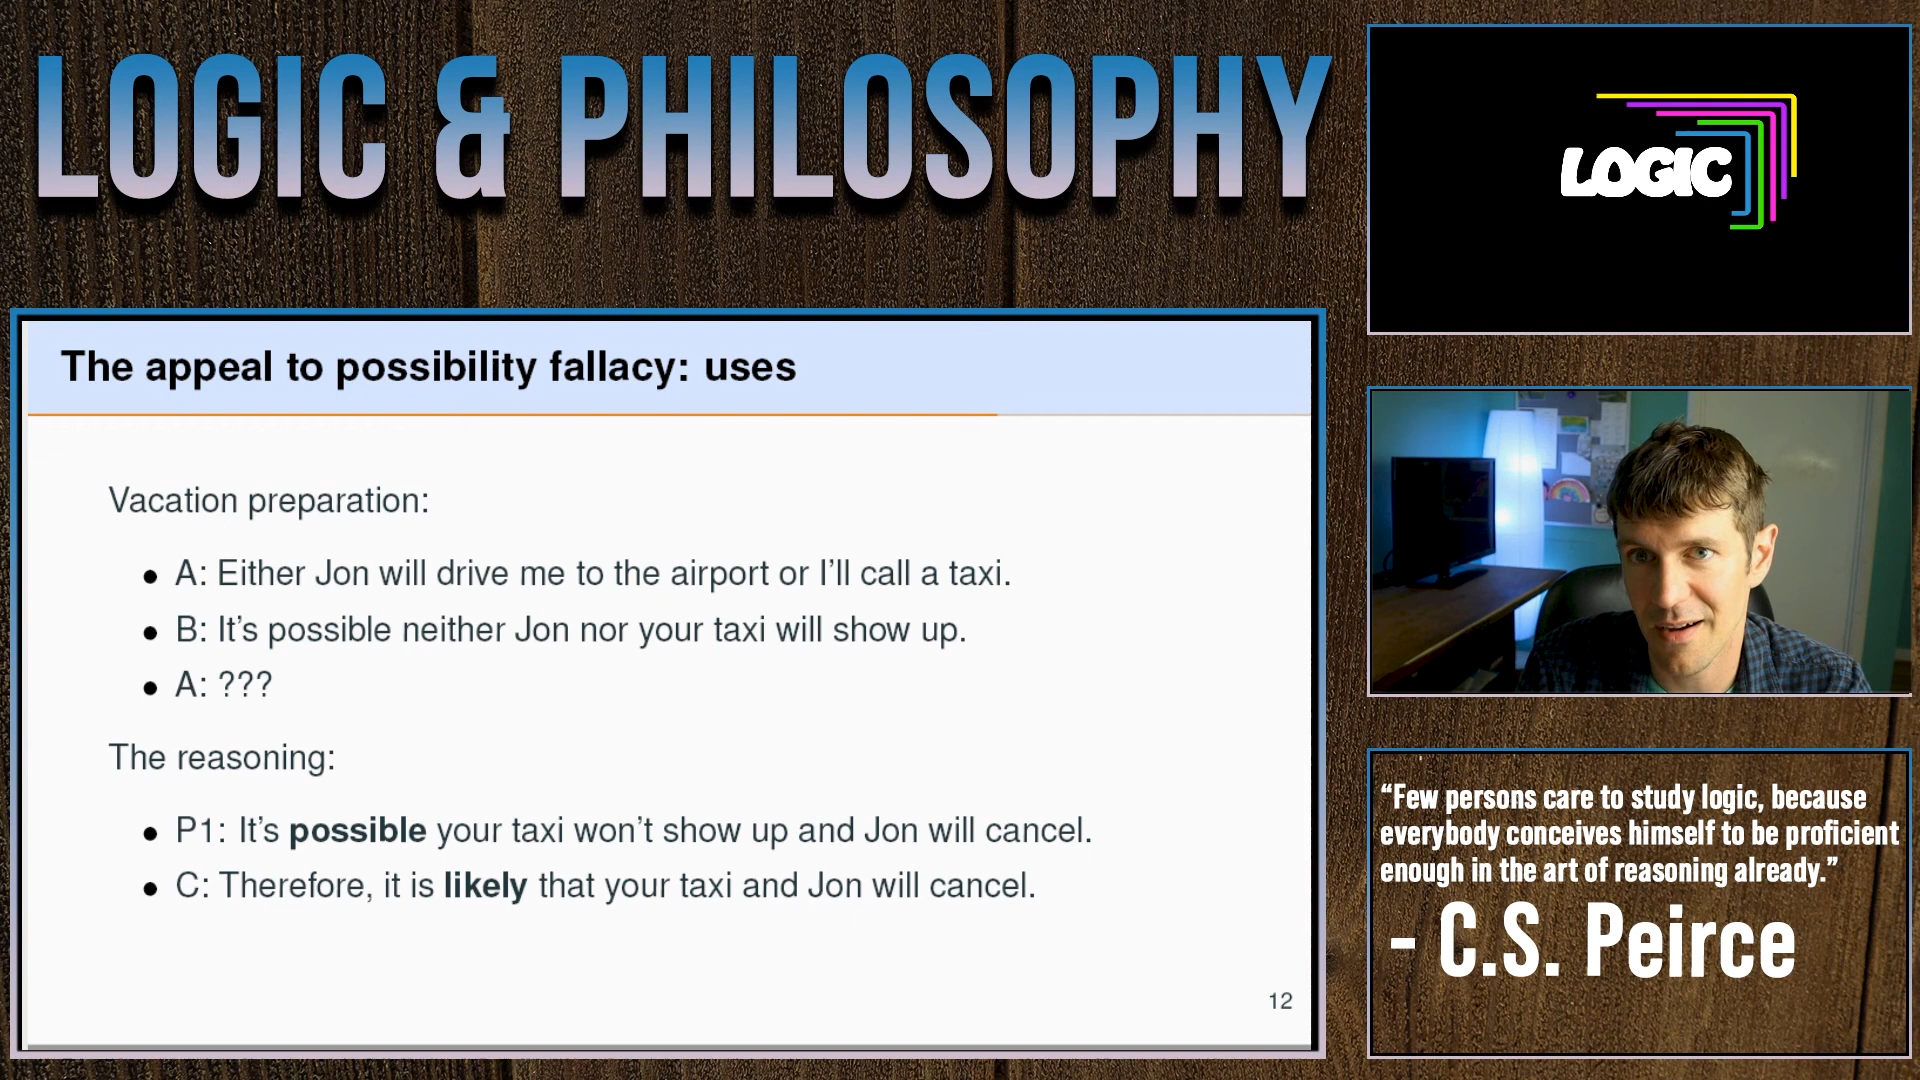 LOGIC & PHILOSOPHY
LOGIC
The appeal to possibility fallacy: uses
Vacation preparation:
● A: Either Jon will drive me to the airport or I’ll call a taxi.
● B: It’s possible neither Jon nor your taxi will show up.
● A: ???
The reasoning:
● P1: It’s possible your taxi won’t show up and Jon will cancel.
● C: Therefore, it is likely that your taxi and Jon will cancel.
12
“Few persons care to study logic, because
everybody conceives himself to be proficient
enough in the art of reasoning already.”
- C.S. Peirce